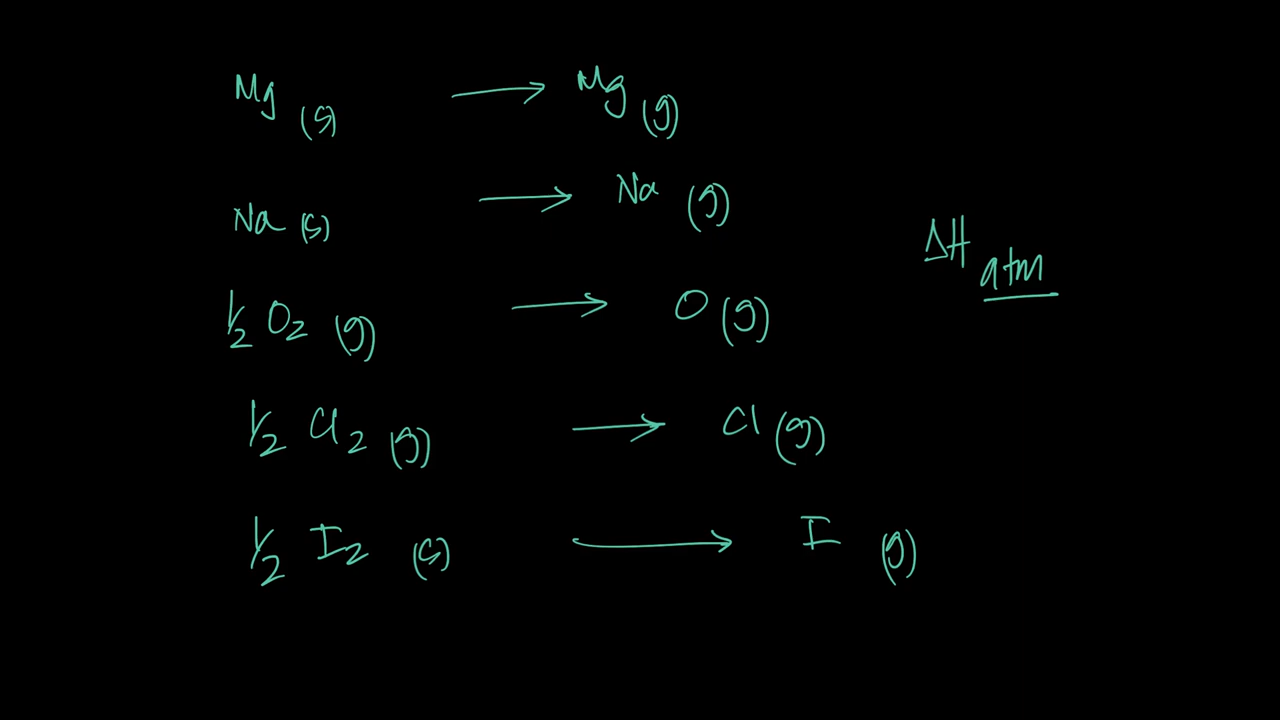 Mg (s) → Mg (g)
Na (s) → Na (g)
ΔH atm
1/2 O2 (g) → O (g)
1/2 Cl2 (g) → Cl (g)
1/2 I2 (s) → I (g)